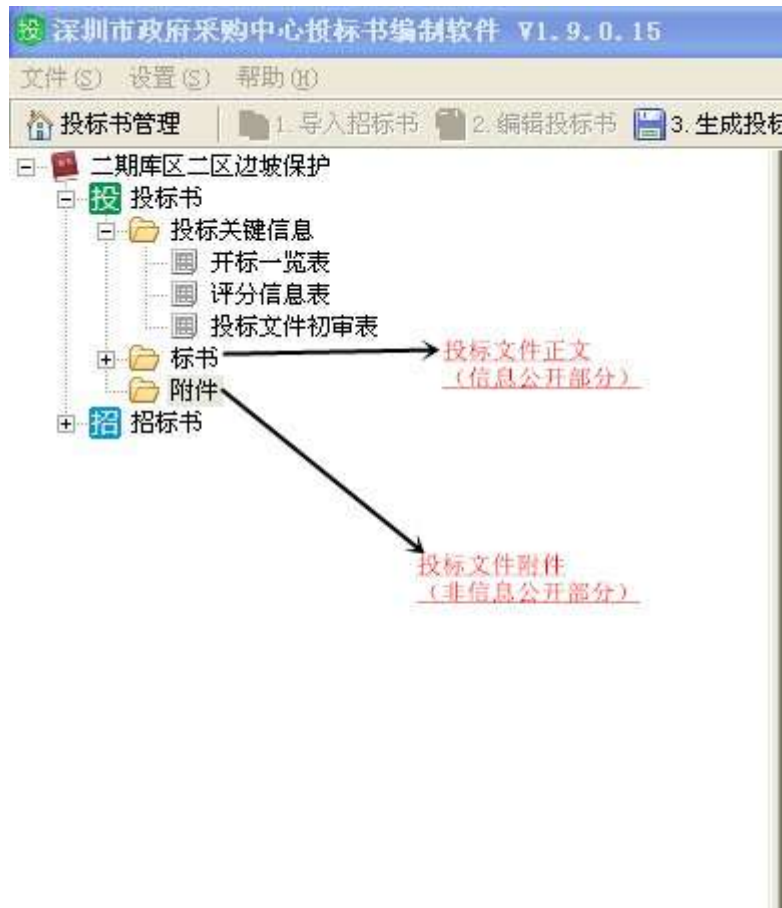 投 深圳市政府采购中心投标书编制软件 V1.9.0.15
文件(S) 设置(S) 帮助(H)
投标书管理 1. 导入招标书 2. 编辑投标书 3. 生成投标
二期库区二区边坡保护
投 投标书
投标关键信息
开标一览表
评分信息表
投标文件初审表
标书
投标文件正文
（信息公开部分）
附件
招 招标书
投标文件附件
（非信息公开部分）